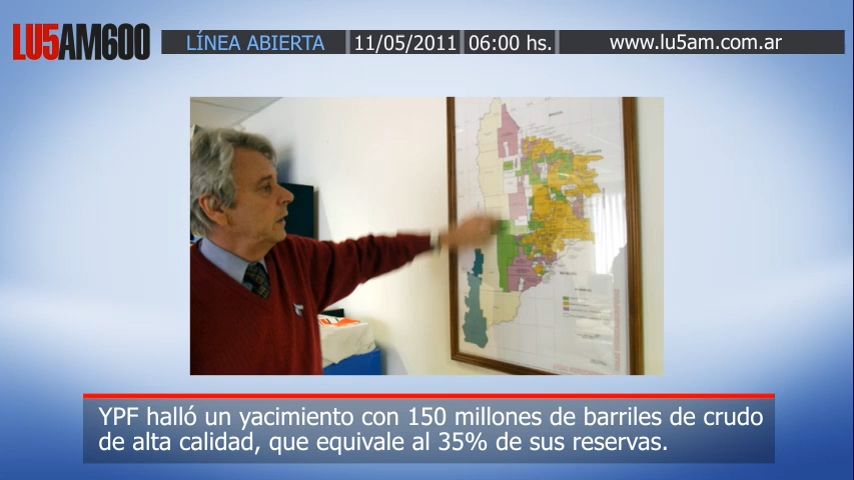 LU5AM600
LÍNEA ABIERTA 11/05/2011 06:00 hs. www.lu5am.com.ar
YPF halló un yacimiento con 150 millones de barriles de crudo
de alta calidad, que equivale al 35% de sus reservas.